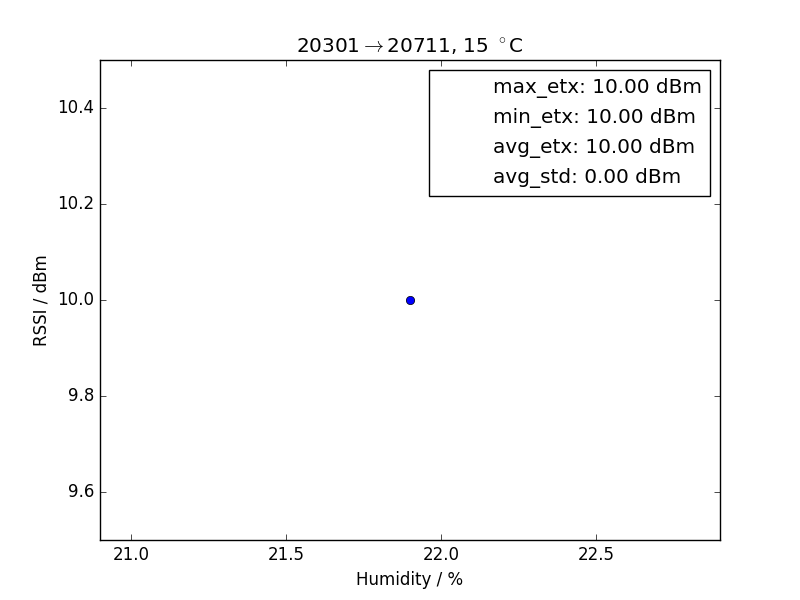 20301→20711, 15 °C
max_etx: 10.00 dBm
min_etx: 10.00 dBm
avg_etx: 10.00 dBm
avg_std: 0.00 dBm
10.4
10.2
10.0
9.8
9.6
RSSI / dBm
21.0 21.5 22.0 22.5
Humidity / %